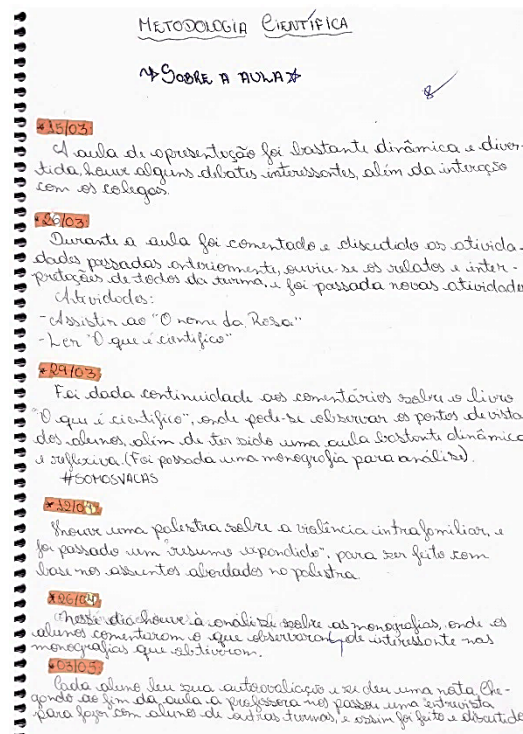 METODOLOGIA CIENTÍFICA
SOBRE A AULA
8
*15/03:
A aula de apresentação foi bastante dinâmica e diver-
tida, houve alguns debates interessantes, além da interação
com os colegas.
*26/03:
Durante a aula foi comentado e discutido as ativida-
dades passadas anteriormente, ouviu-se os relatos e inter-
pretações de todos da turma, e foi passada novas atividades
Atividades:
-Assistir ao "O nome da Rosa"
-Ler "O que é científico"
*29/03:
Foi dada continuidade aos comentários sobre o livro
"O que é científico", onde pode-se observar os pontos de vista
dos alunos, além de ter sido uma aula bastante dinâmica
e reflexiva. (Foi passada uma monografia para análise).
#SOMOSVACAS
*12/04
Houve uma palestra sobre a violência intrafamiliar, e
foi passado um "resumo expandido", para ser feito com
base nos assuntos abordados no palestra.
*26/04
Nesse dia houve à análise sobre as monografias, onde os
alunos comentaram o que observaram de interessante nas
monografias que obtiveram.
*03/05
Cada aluno leu sua autoavaliação e se deu uma nota. Che-
gando ao fim da aula a professora nos passou uma entrevista
para fazer com alunos de outras turmas, e assim foi feito e discutido